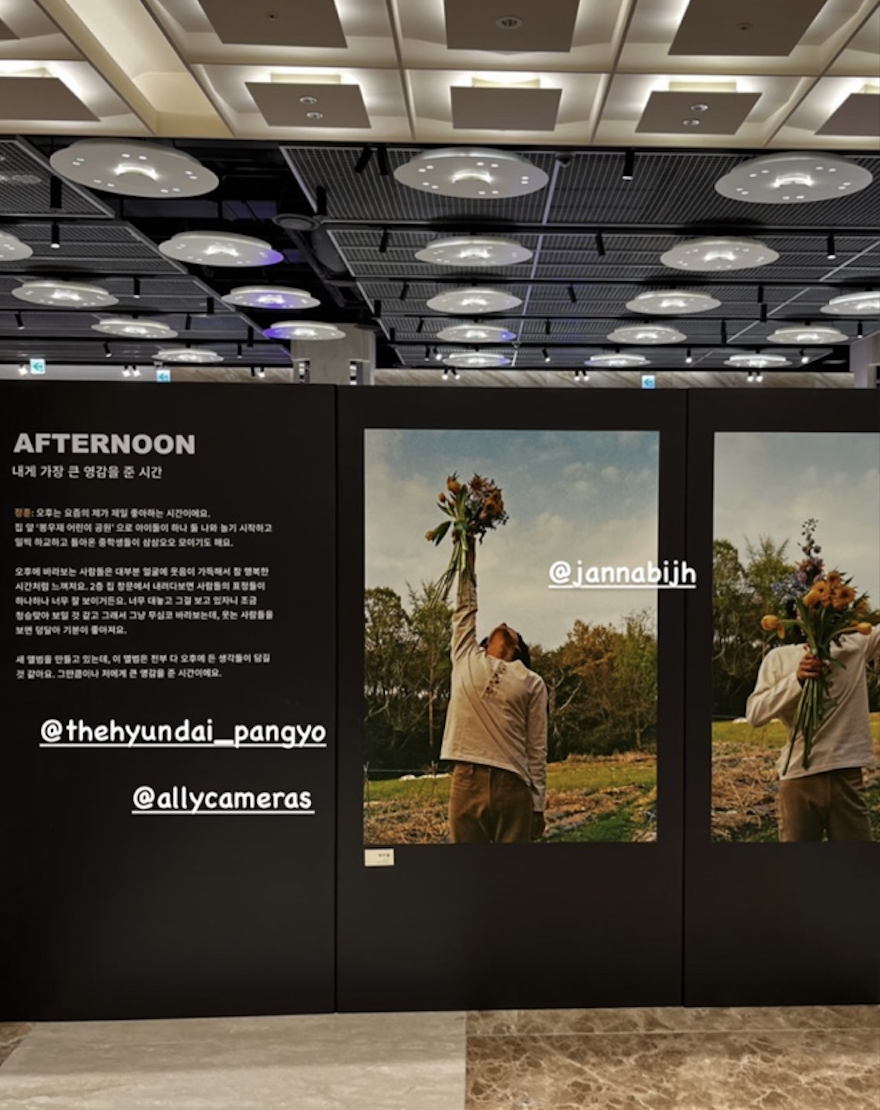 AFTERNOON
내게 가장 큰 영감을 준 시간
정훈: 오후는 요즘의 제가 제일 좋아하는 시간이에요.
집 앞 '봉우재 어린이 공원' 으로 아이들이 하나 둘 나와 놀기 시작하고
일찍 하교하고 돌아온 중학생들이 삼삼오오 모이기도 해요.
오후에 바라보는 사람들은 대부분 얼굴에 웃음이 가득해서 참 행복한
시간처럼 느껴져요. 2층 집 창문에서 내려다보면 사람들의 표정들이
하나하나 너무 잘 보이거든요. 너무 대놓고 그걸 보고 있자니 조금
청승맞아 보일 것 같고 그래서 그냥 무심코 바라보는데, 웃는 사람들을
보면 덩달아 기분이 좋아져요.
새 앨범을 만들고 있는데, 이 앨범은 전부 다 오후에 든 생각들이 담길
것 같아요. 그만큼이나 저에게 큰 영감을 준 시간이에요.
@thehyundai_pangyo
@allycameras
@jannabijh